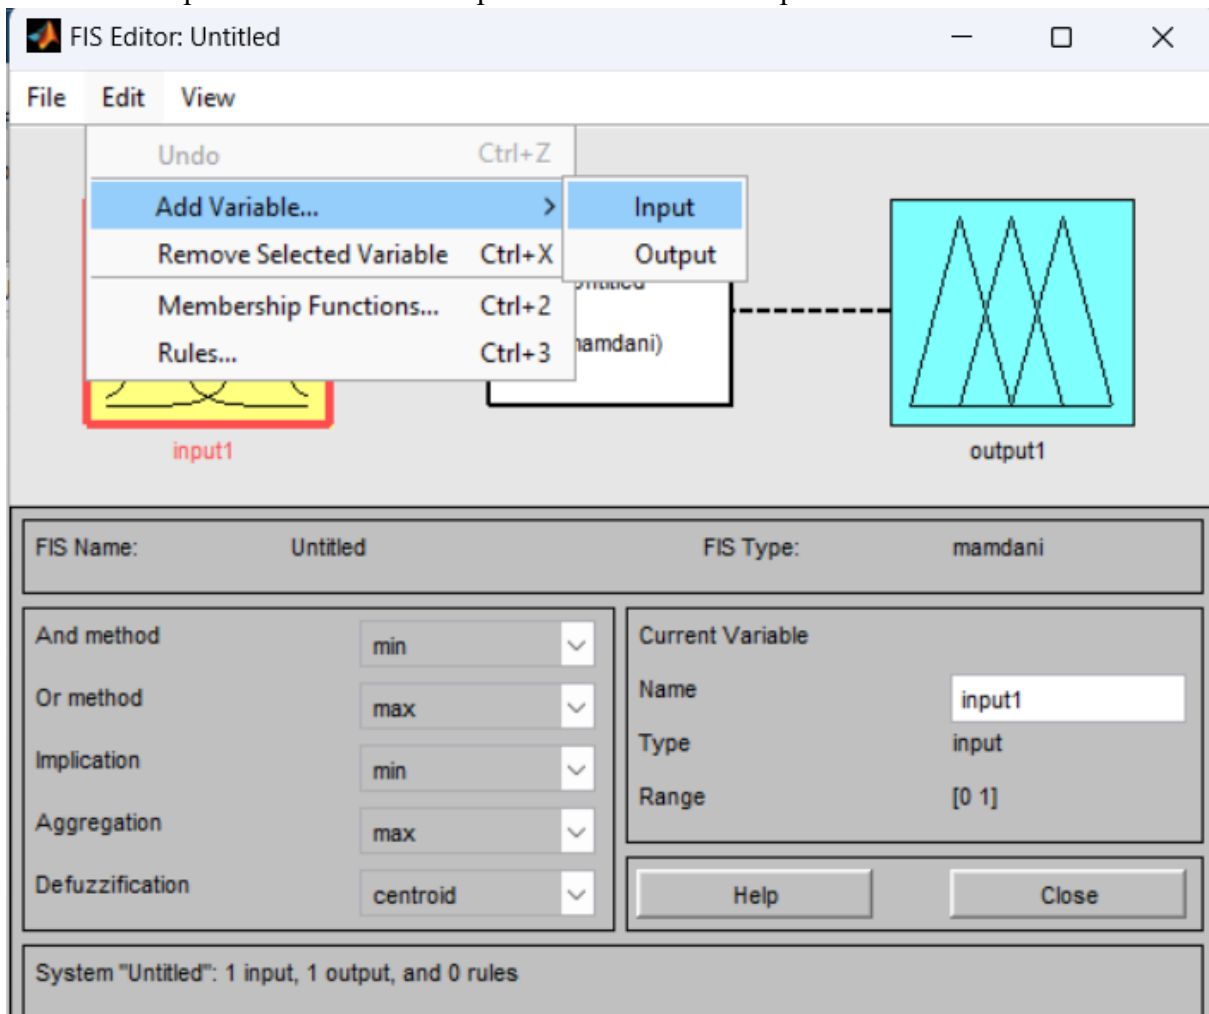 FIS Editor: Untitled
File Edit View
Undo Ctrl+Z
Add Variable... > Input
Output
Remove Selected Variable Ctrl+X
Membership Functions... Ctrl+2
Rules... Ctrl+3
input1
output1
FIS Name: Untitled FIS Type: mamdani
And method min
Or method max
Implication min
Aggregation max
Defuzzification centroid
Current Variable
Name input1
Type input
Range [0 1]
Help Close
System "Untitled": 1 input, 1 output, and 0 rules